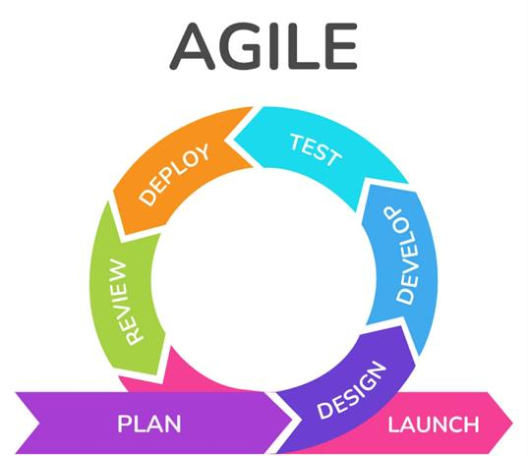 AGILE
PLAN
DESIGN
DEVELOP
TEST
DEPLOY
REVIEW
LAUNCH